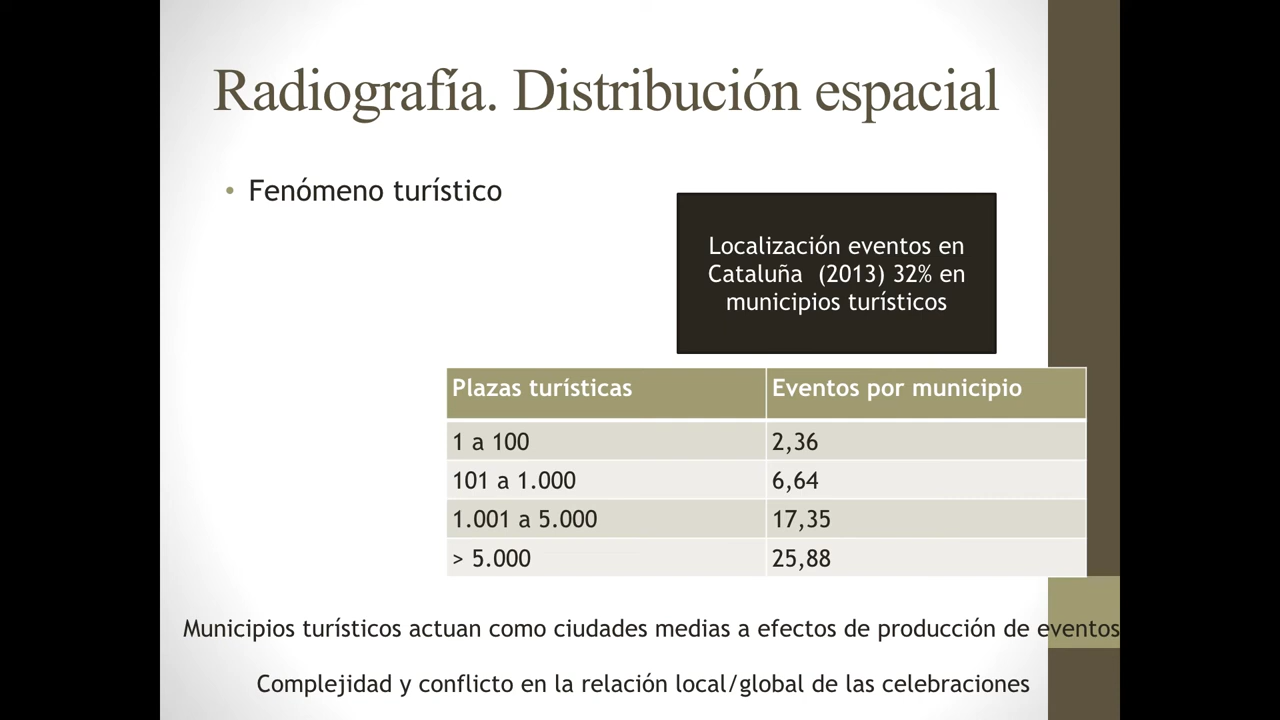 Radiografía. Distribución espacial
• Fenómeno turístico
Localización eventos en
Cataluña (2013) 32% en
municipios turísticos
Plazas turísticas Eventos por municipio
1 a 100 2,36
101 a 1.000 6,64
1.001 a 5.000 17,35
> 5.000 25,88
Municipios turísticos actuan como ciudades medias a efectos de producción de eventos
Complejidad y conflicto en la relación local/global de las celebraciones